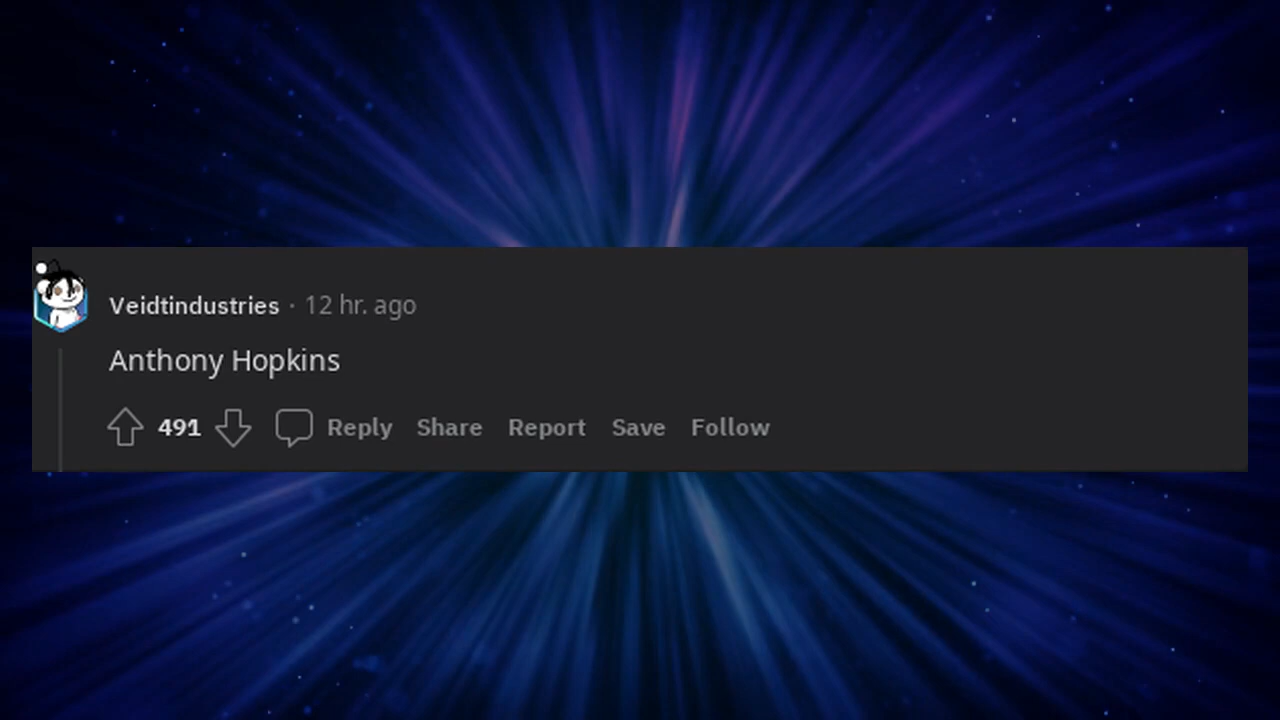 Veidtindustries · 12 hr. ago
Anthony Hopkins
491 Reply Share Report Save Follow